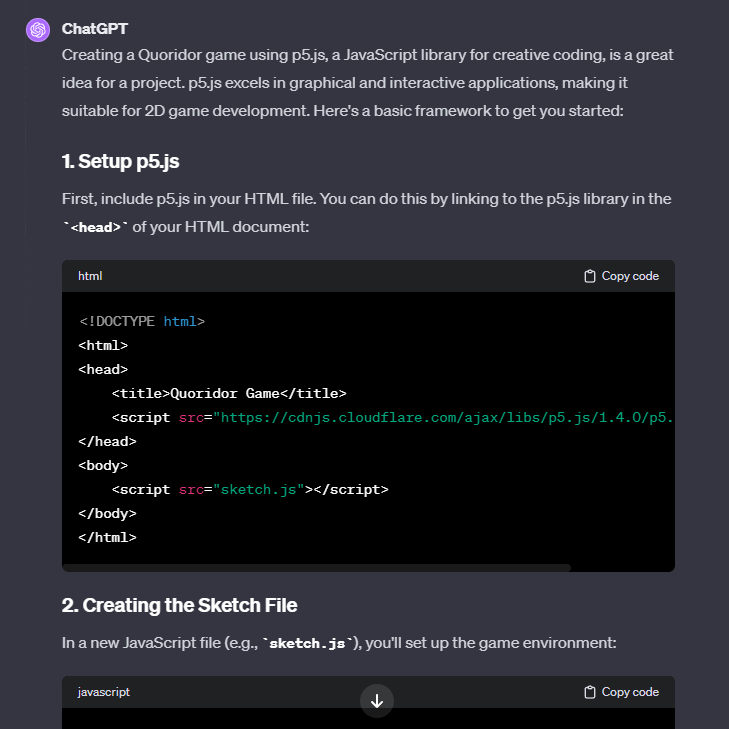 ChatGPT
Creating a Quoridor game using p5.js, a JavaScript library for creative coding, is a great
idea for a project. p5.js excels in graphical and interactive applications, making it
suitable for 2D game development. Here's a basic framework to get you started:
1. Setup p5.js
First, include p5.js in your HTML file. You can do this by linking to the p5.js library in the
`<head>` of your HTML document:
html Copy code
<!DOCTYPE html>
<html>
<head>
    <title>Quoridor Game</title>
    <script src="https://cdnjs.cloudflare.com/ajax/libs/p5.js/1.4.0/p5.
</head>
<body>
    <script src="sketch.js"></script>
</body>
</html>
2. Creating the Sketch File
In a new JavaScript file (e.g., `sketch.js`), you'll set up the game environment:
javascript Copy code